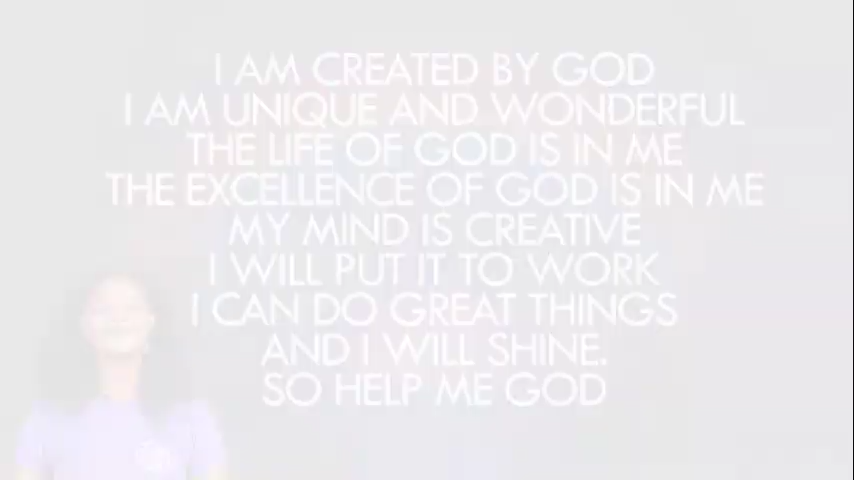 I AM CREATED BY GOD
I AM UNIQUE AND WONDERFUL
THE LIFE OF GOD IS IN ME
THE EXCELLENCE OF GOD IS IN ME
MY MIND IS CREATIVE
I WILL PUT IT TO WORK
I CAN DO GREAT THINGS
AND I WILL SHINE.
SO HELP ME GOD